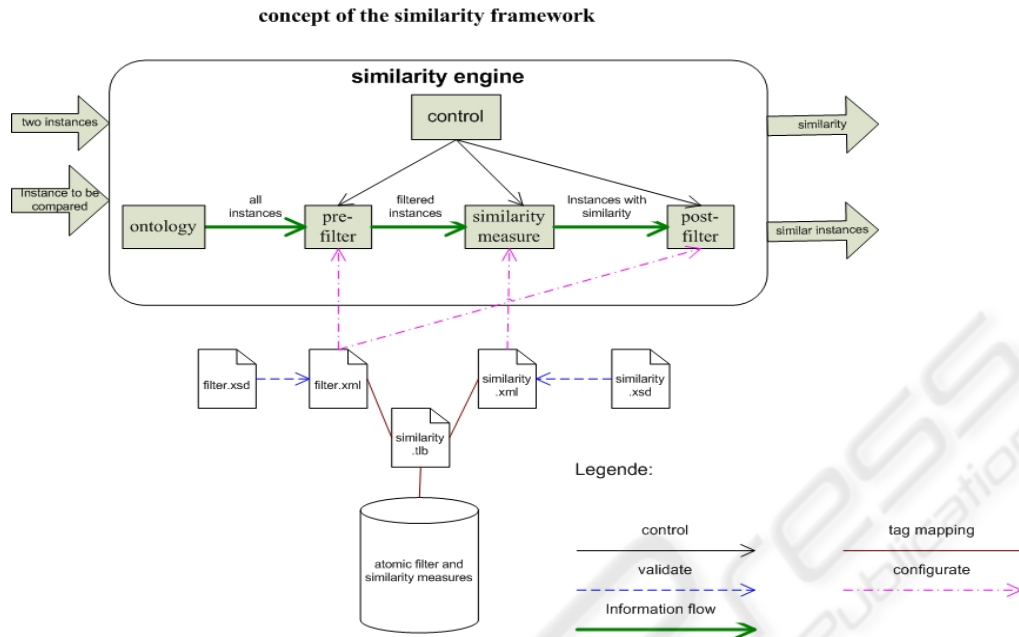 concept of the similarity framework
similarity engine
two instances
control
similarity
Instance to be
compared
all
instances
filtered
instances
Instances with
similarity
ontology
pre-
filter
similarity
measure
post-
filter
similar instances
filter.xsd
filter.xml
similarity
.xml
similarity
.xsd
similarity
.tlb
Legende:
atomic filter and
similarity measures
control
tag mapping
validate
configurate
Information flow
Press
Publication